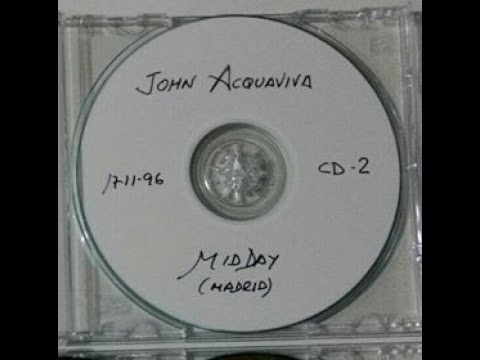 JOHN ACQUAVIVA
17-11-96
CD-2
MIDDAY
(MADRID)